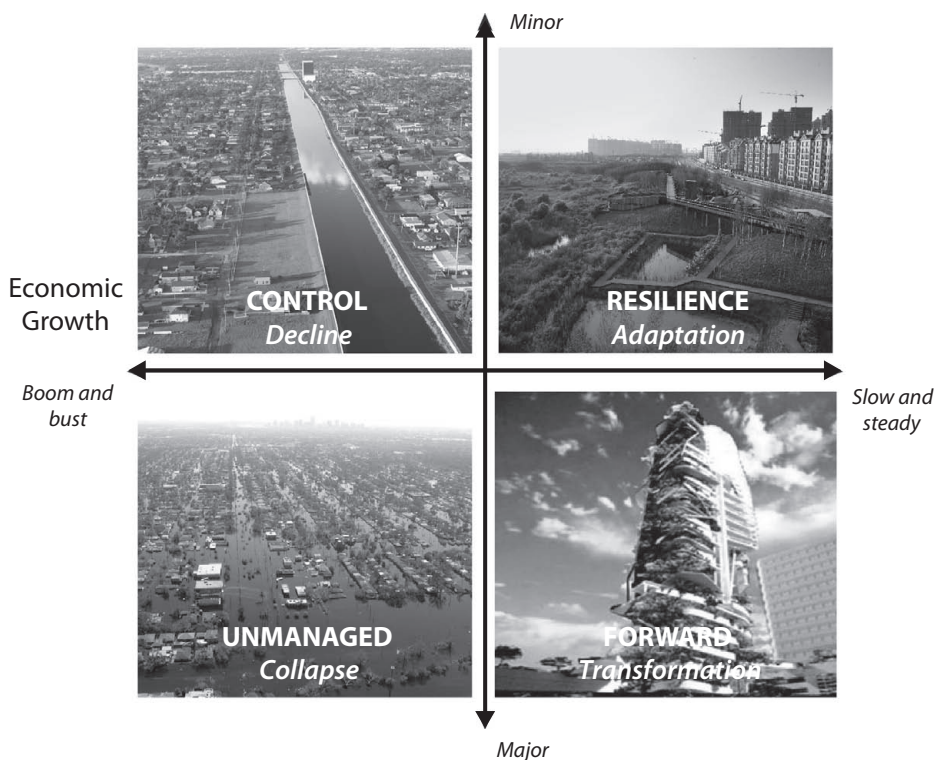 Minor
CONTROL
Decline
RESILIENCE
Adaptation
Economic
Growth
Boom and
bust
Slow and
steady
UNMANAGED
Collapse
FORWARD
Transformation
Major